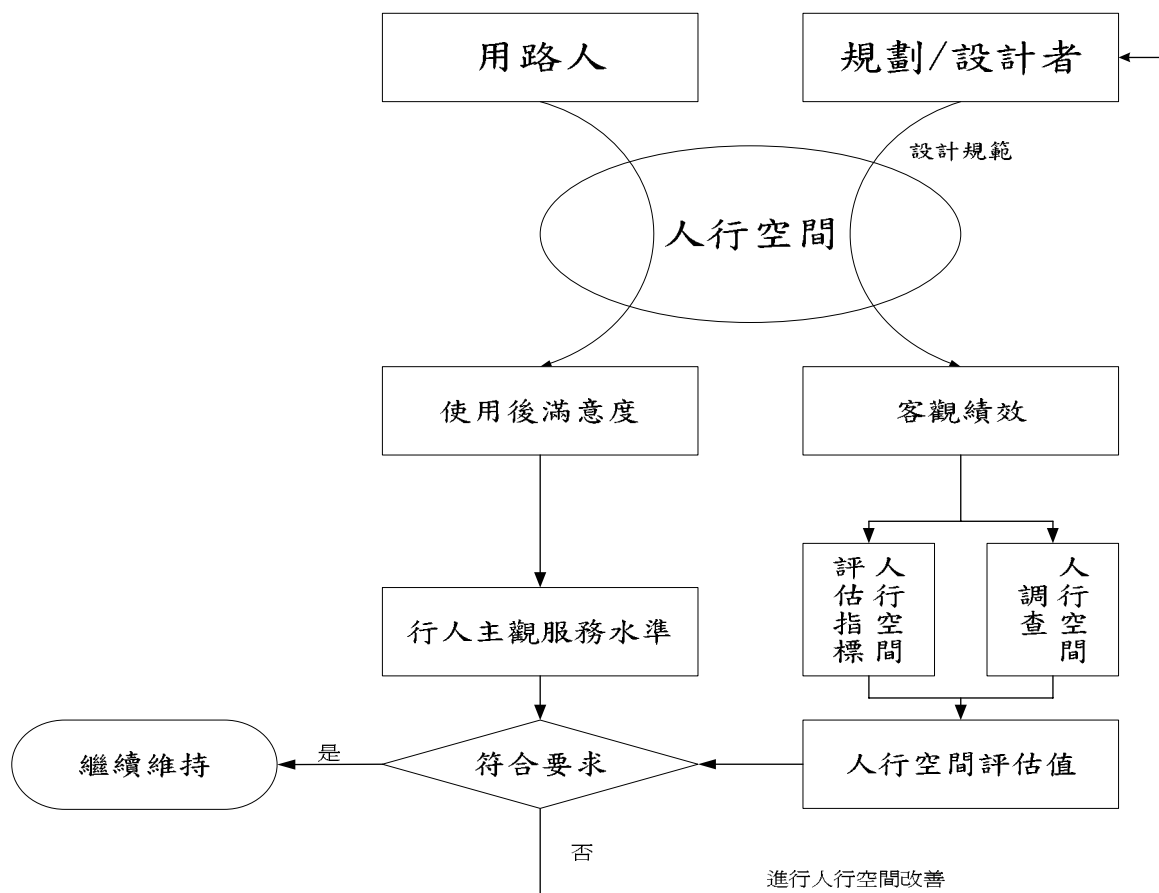 用路人
規劃/設計者
設計規範
人行空間
使用後滿意度
客觀績效
人行空間
評估指標
人行空間
調查
行人主觀服務水準
繼續維持
是
符合要求
人行空間評估值
否
進行人行空間改善